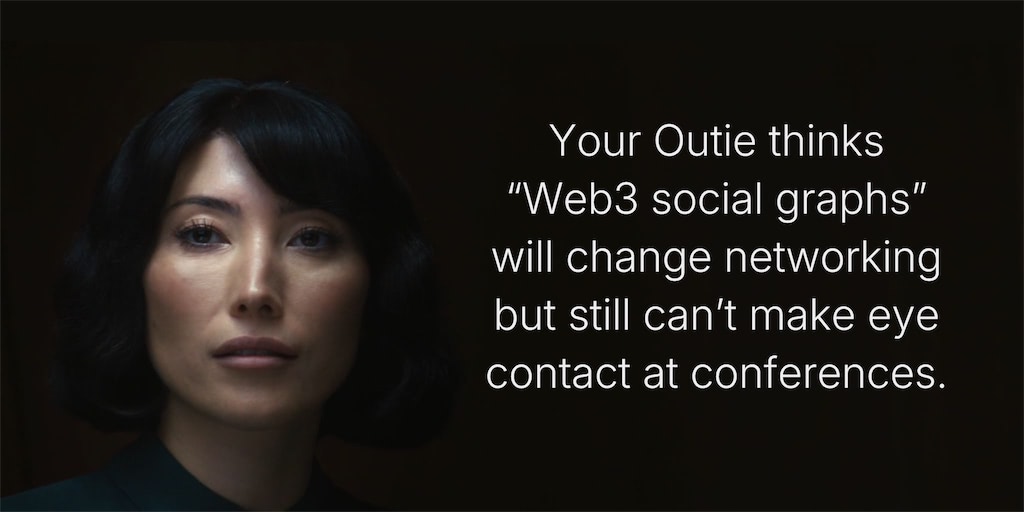 Your Outie thinks
“Web3 social graphs”
will change networking
but still can’t make eye
contact at conferences.